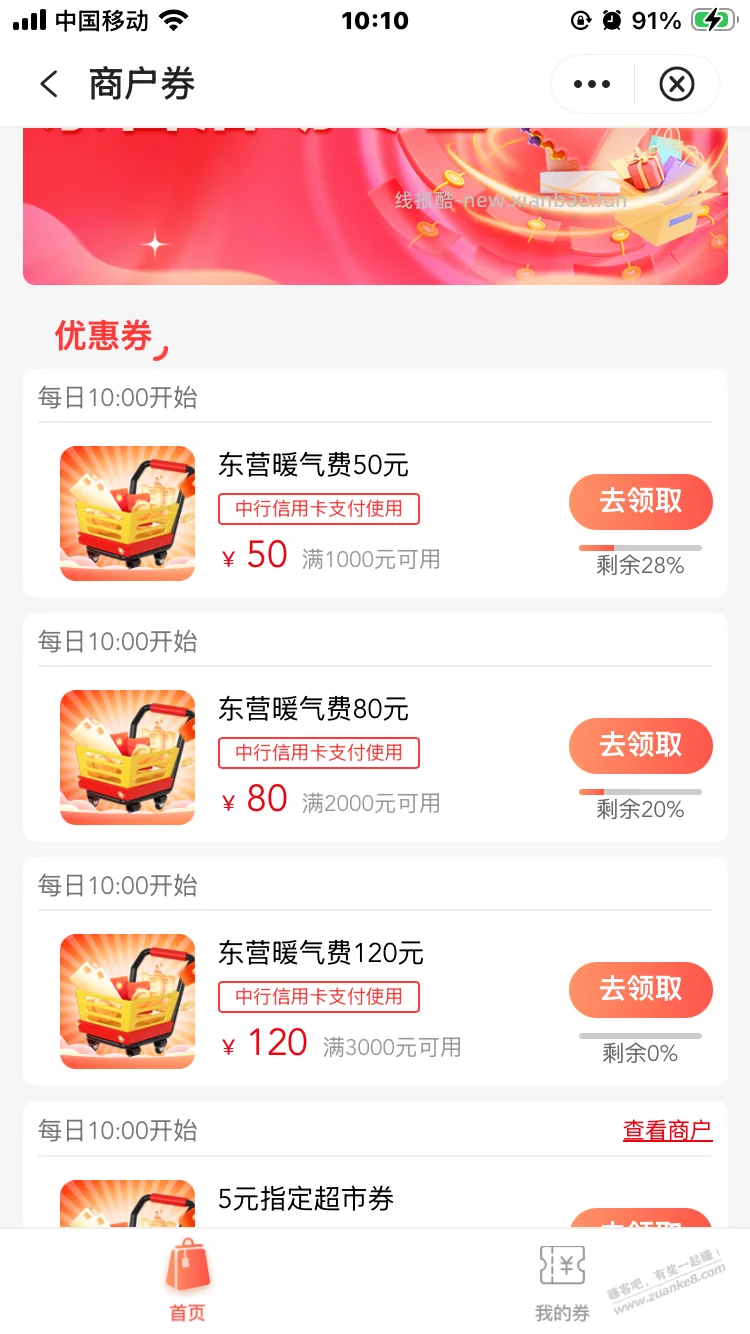 中国移动
10:10
91%
商户券
线报酷-new.xianbao.fun
优惠券
每日10:00开始
东营暖气费50元
中行信用卡支付使用
¥ 50 满1000元可用
去领取
剩余28%
每日10:00开始
东营暖气费80元
中行信用卡支付使用
¥ 80 满2000元可用
去领取
剩余20%
每日10:00开始
东营暖气费120元
中行信用卡支付使用
¥ 120 满3000元可用
去领取
剩余0%
每日10:00开始
查看商户
5元指定超市券
去领取
首页
我的券
赚客吧，有奖一起赚！
www.zuanke8.com